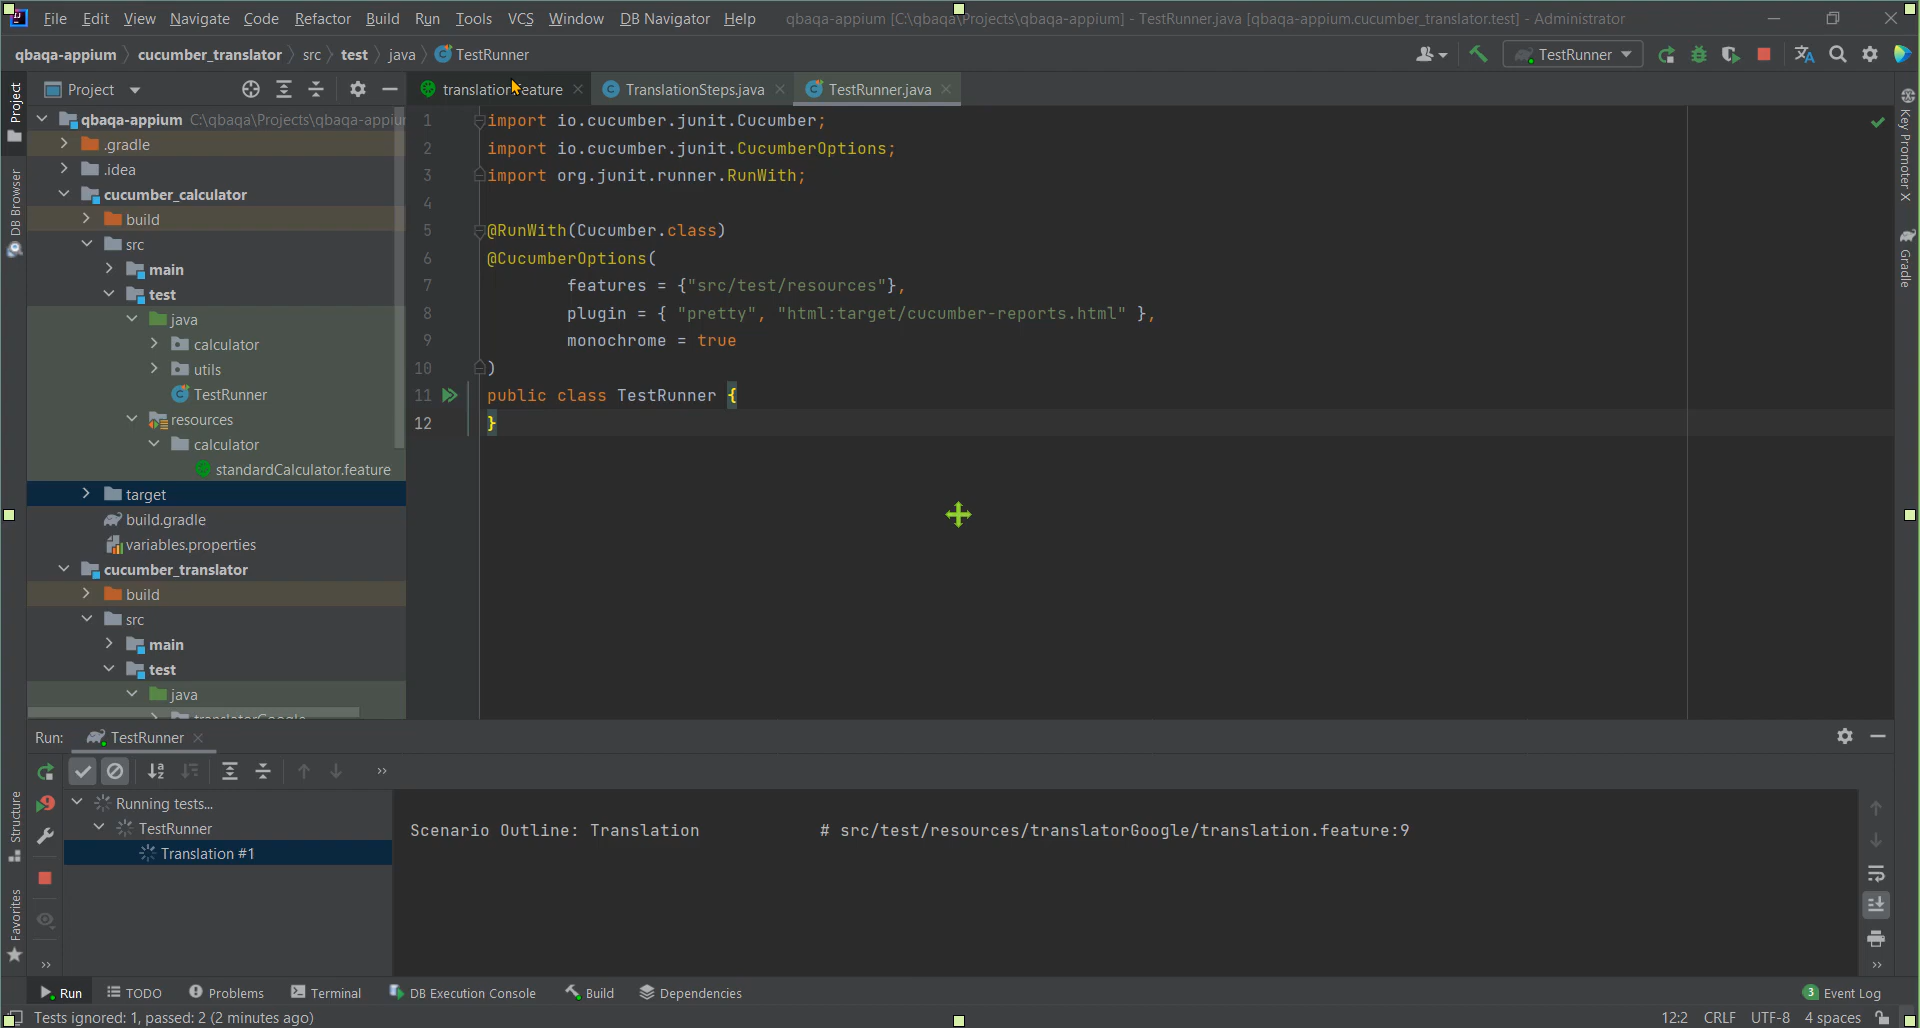 File Edit View Navigate Code Refactor Build Run Tools VCS Window DB Navigator Help qbaqa-appium [C:\qbaqa\Projects\qbaqa-appium] - TestRunner.java [qbaqa-appium.cucumber_translator.test] - Administrator
qbaqa-appium cucumber_translator src test java TestRunner TestRunner
Project translation.feature TranslationSteps.java TestRunner.java
Project
DB Browser
Structure
Favorites
Key Promoter X
Gradle
qbaqa-appium C:\qbaqa\Projects\qbaqa-appiu
.gradle
.idea
cucumber_calculator
build
src
main
test
java
calculator
utils
TestRunner
resources
calculator
standardCalculator.feature
target
build.gradle
variables.properties
cucumber_translator
build
src
main
test
java
translatorGoogle
1 import io.cucumber.junit.Cucumber;
2 import io.cucumber.junit.CucumberOptions;
3 import org.junit.runner.RunWith;
4
5 @RunWith(Cucumber.class)
6 @CucumberOptions(
7 features = {"src/test/resources"},
8 plugin = { "pretty", "html:target/cucumber-reports.html" },
9 monochrome = true
10 )
11 public class TestRunner {
12 }
Run: TestRunner
9
Running tests...
TestRunner
Translation #1
Scenario Outline: Translation # src/test/resources/translatorGoogle/translation.feature:9
Run TODO Problems Terminal DB Execution Console Build Dependencies 3 Event Log
Tests ignored: 1, passed: 2 (2 minutes ago) 12:2 CRLF UTF-8 4 spaces